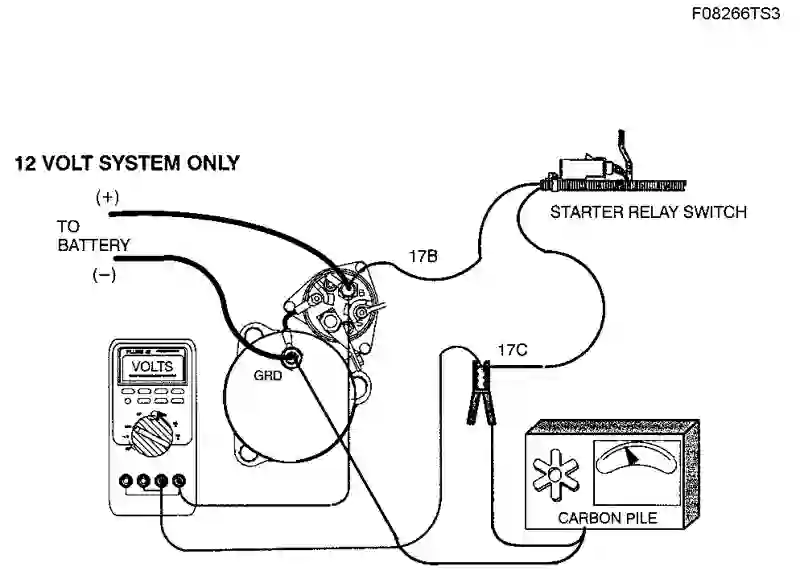 F08266TS3
12 VOLT SYSTEM ONLY
(+)
TO
BATTERY
(−)
STARTER RELAY SWITCH
17B
17C
VOLTS
GRD
CARBON PILE